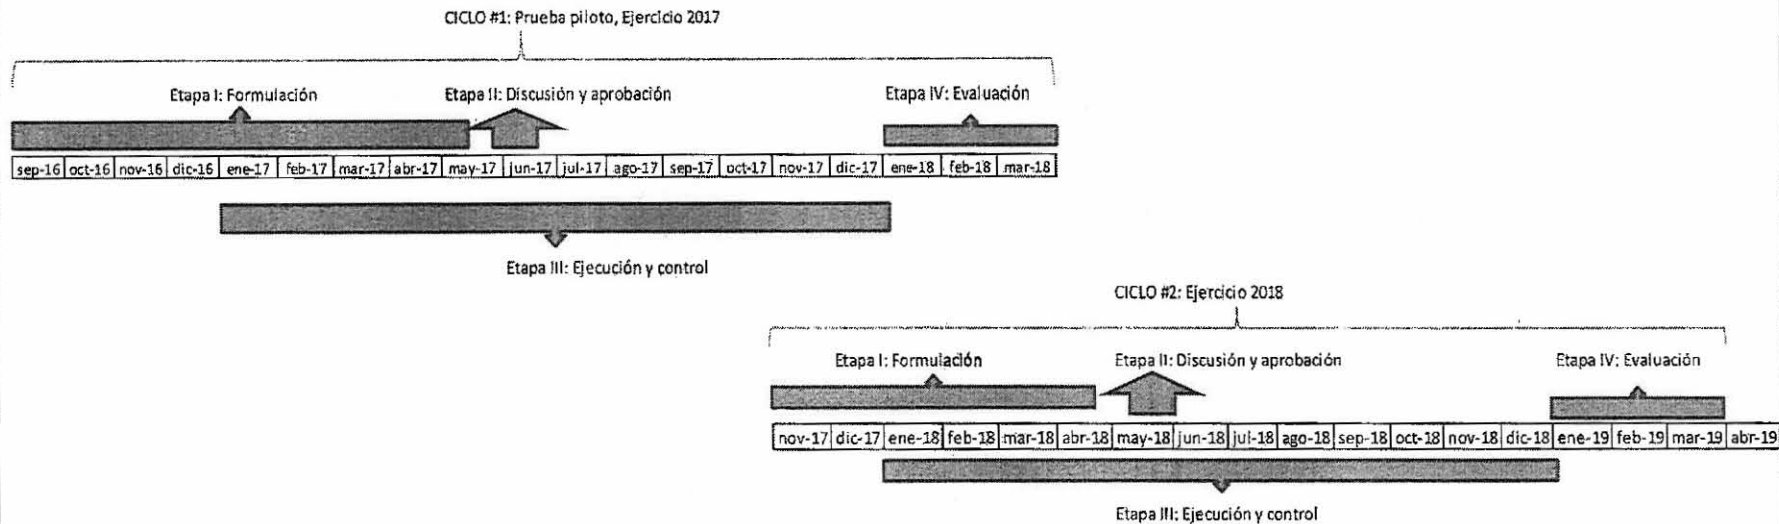 CICLO #1: Prueba piloto, Ejercicio 2017
Etapa I: Formulación
Etapa II: Discusión y aprobación
Etapa IV: Evaluación
sep-16 oct-16 nov-16 dic-16 ene-17 feb-17 mar-17 abr-17 may-17 jun-17 jul-17 ago-17 sep-17 oct-17 nov-17 dic-17 ene-18 feb-18 mar-18
Etapa III: Ejecución y control
CICLO #2: Ejercicio 2018
Etapa I: Formulación
Etapa II: Discusión y aprobación
Etapa IV: Evaluación
nov-17 dic-17 ene-18 feb-18 mar-18 abr-18 may-18 jun-18 jul-18 ago-18 sep-18 oct-18 nov-18 dic-18 ene-19 feb-19 mar-19 abr-19
Etapa III: Ejecución y control